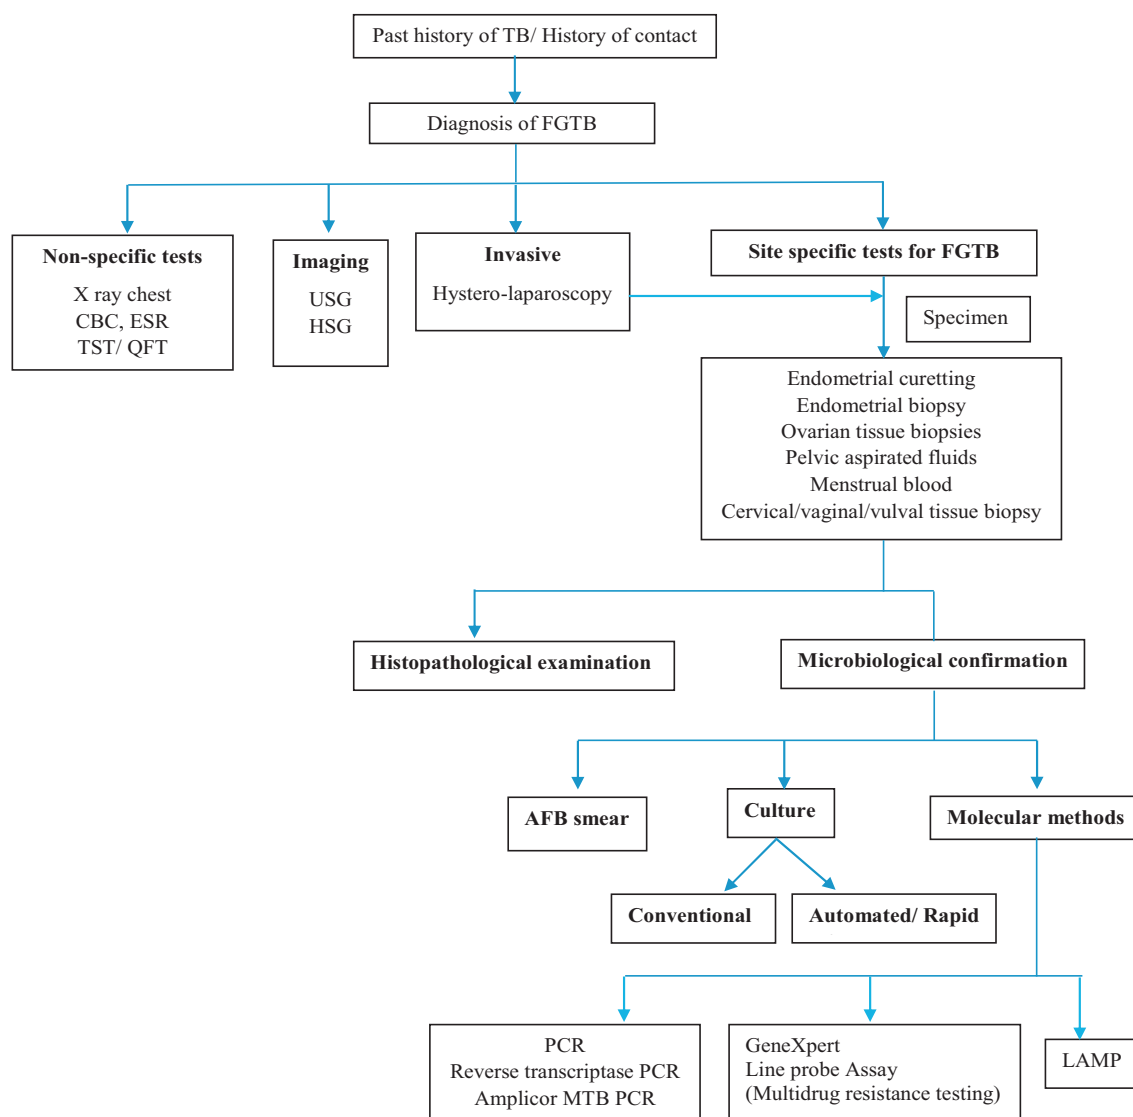 Past history of TB/ History of contact
Diagnosis of FGTB
Non-specific tests
X ray chest
CBC, ESR
TST/ QFT
Imaging
USG
HSG
Invasive
Hystero-laparoscopy
Site specific tests for FGTB
Specimen
Endometrial curetting
Endometrial biopsy
Ovarian tissue biopsies
Pelvic aspirated fluids
Menstrual blood
Cervical/vaginal/vulval tissue biopsy
Histopathological examination
Microbiological confirmation
AFB smear
Culture
Molecular methods
Conventional
Automated/ Rapid
PCR
Reverse transcriptase PCR
Amplicor MTB PCR
GeneXpert
Line probe Assay
(Multidrug resistance testing)
LAMP